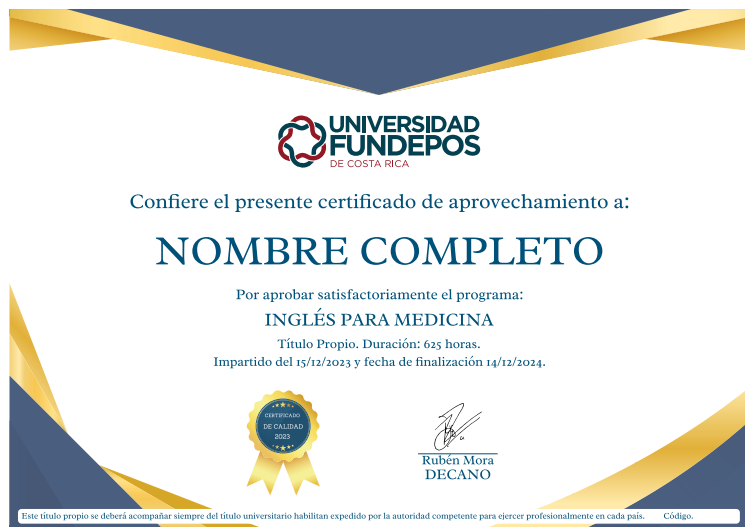 UNIVERSIDAD
FUNDEPOS
DE COSTA RICA
Confiere el presente certificado de aprovechamiento a:
NOMBRE COMPLETO
Por aprobar satisfactoriamente el programa:
INGLÉS PARA MEDICINA
Título Propio. Duración: 625 horas.
Impartido del 15/12/2023 y fecha de finalización 14/12/2024.
CERTIFICADO
DE CALIDAD
2023
Rubén Mora
DECANO
Este título propio se deberá acompañar siempre del título universitario habilitan expedido por la autoridad competente para ejercer profesionalmente en cada país. Código.